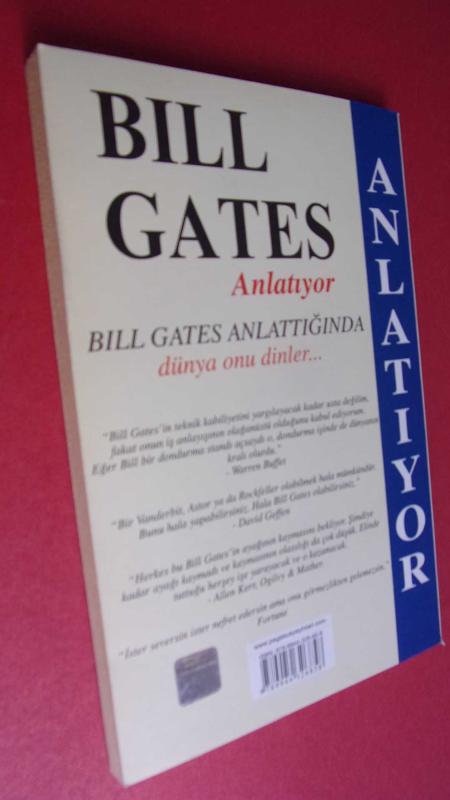 BILL
GATES
Anlatıyor
BILL GATES ANLATTIĞINDA
dünya onu dinler...
"Bill Gates'in teknik kabiliyetini yargılayacak kadar usta değilim,
fakat onun iş anlayışının olağanüstü olduğunu kabul ediyorum.
Eğer Bill bir dondurma standı açsaydı o, dondurma işinde de dünyanın
kralı olurdu."
- Warren Buffet
"Bir Vanderbit, Astor ya da Rockfeller olabilmek hala mümkündür.
Bunu hala yapabilirsiniz. Hala Bill Gates olabilirsiniz."
- David Geffen
"Herkes bu Bill Gates'in ayağının kaymasını bekliyor. Şimdiye
kadar ayağı kaymadı ve kaymasının olasılığı da çok düşük. Elinde
tuttuğu herşey işe yarayacak ve o kazanacak.
- Allen Kert, Ogilvy & Mather.
"İster severisin ister nefret edersin ama onu görmezlikten gelemezsin."
Fortune
ANLATIYOR